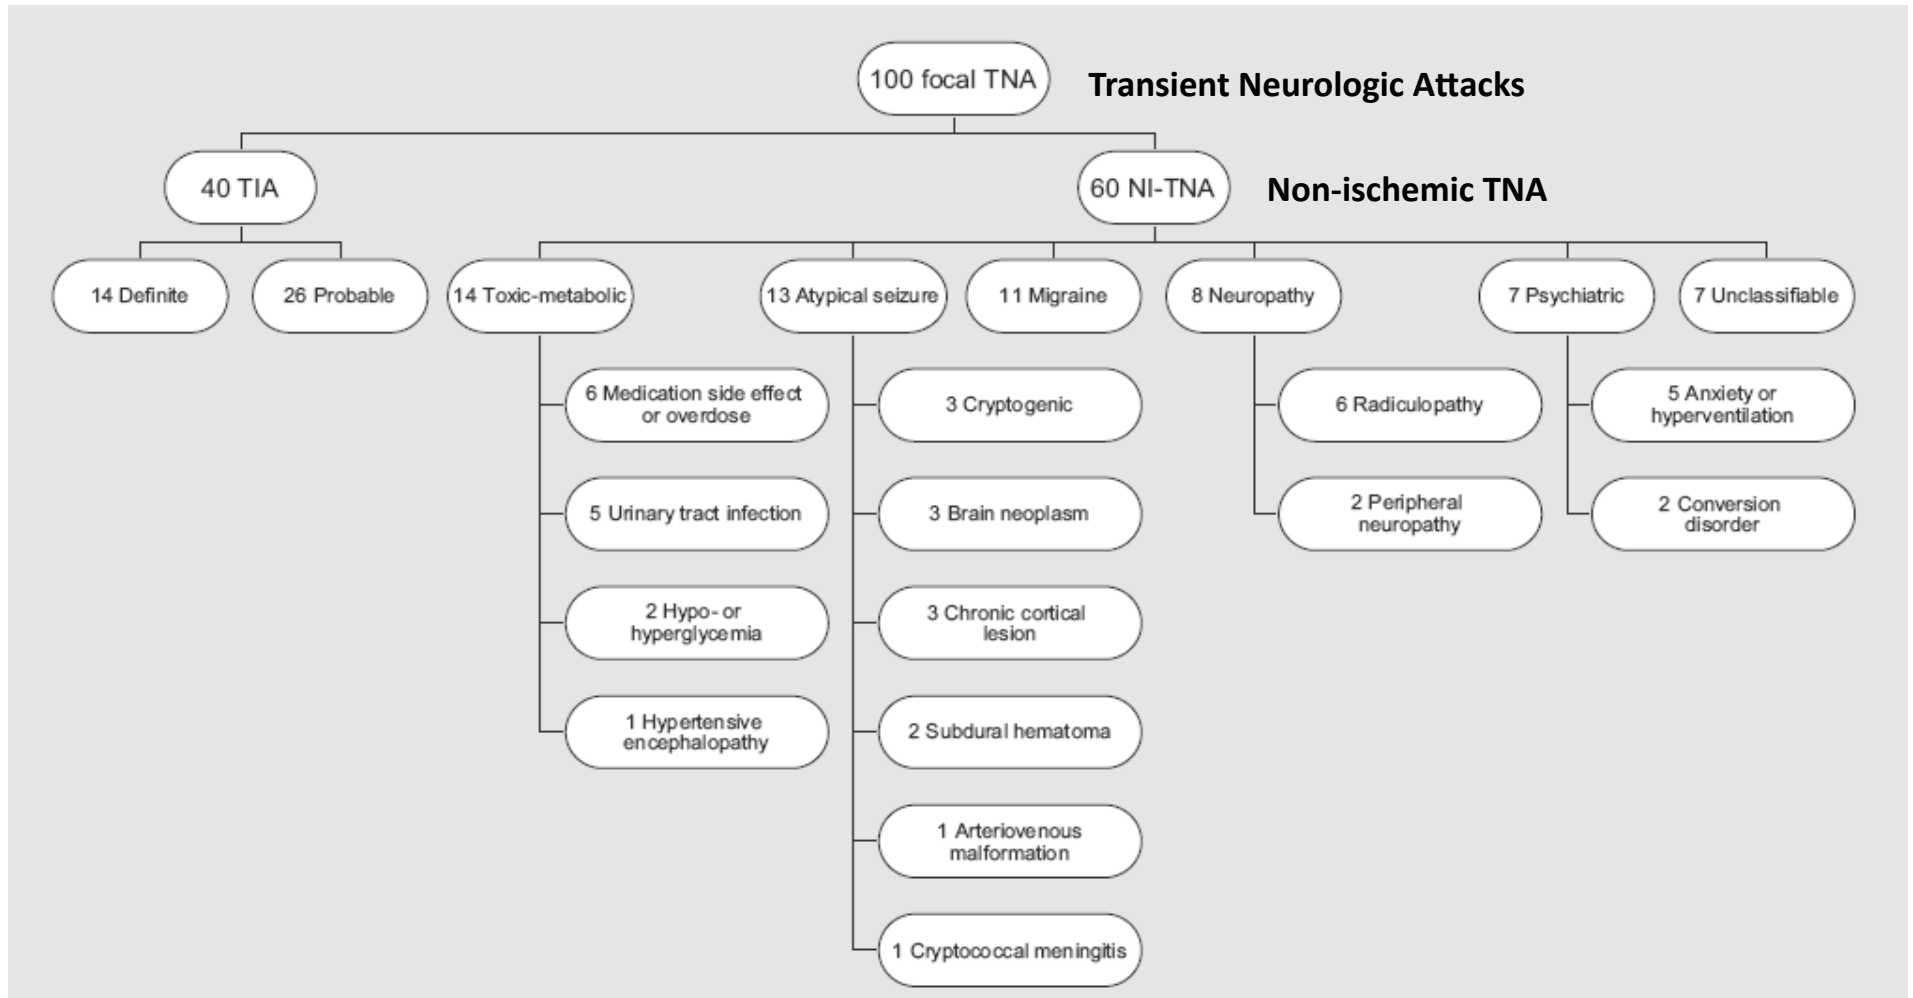 100 focal TNA
Transient Neurologic Attacks
40 TIA
60 NI-TNA
Non-ischemic TNA
14 Definite
26 Probable
14 Toxic-metabolic
13 Atypical seizure
11 Migraine
8 Neuropathy
7 Psychiatric
7 Unclassifiable
6 Medication side effect
or overdose
3 Cryptogenic
6 Radiculopathy
5 Anxiety or
hyperventilation
5 Urinary tract infection
3 Brain neoplasm
2 Peripheral
neuropathy
2 Conversion
disorder
2 Hypo- or
hyperglycemia
3 Chronic cortical
lesion
1 Hypertensive
encephalopathy
2 Subdural hematoma
1 Arteriovenous
malformation
1 Cryptococcal meningitis